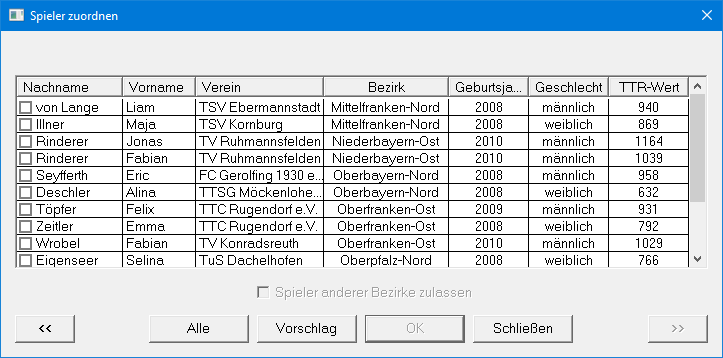 Spieler zuordnen
Nachname Vorname Verein Bezirk Geburtsja... Geschlecht TTR-Wert
von Lange Liam TSV Ebermannstadt Mittelfranken-Nord 2008 männlich 940
Illner Maja TSV Kornburg Mittelfranken-Nord 2008 weiblich 869
Rinderer Jonas TV Ruhmannsfelden Niederbayern-Ost 2010 männlich 1164
Rinderer Fabian TV Ruhmannsfelden Niederbayern-Ost 2010 männlich 1039
Seyfferth Eric FC Gerolfing 1930 e... Oberbayern-Nord 2008 männlich 958
Deschler Alina TTSG Möckenlohe... Oberbayern-Nord 2008 weiblich 632
Töpfer Felix TTC Rugendorf e.V. Oberfranken-Ost 2009 männlich 931
Zeitler Emma TTC Rugendorf e.V. Oberfranken-Ost 2008 weiblich 792
Wrobel Fabian TV Konradsreuth Oberfranken-Ost 2010 männlich 1029
Eigenseer Selina TuS Dachelhofen Oberpfalz-Nord 2008 weiblich 766
Spieler anderer Bezirke zulassen
<< Alle Vorschlag OK Schließen >>